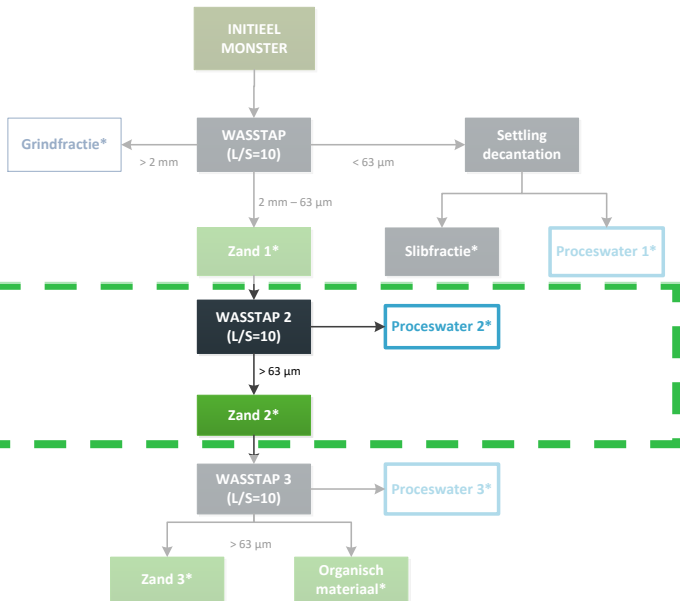 INITIEEL
MONSTER
Grindfractie*
> 2 mm
WASSTAP
(L/S=10)
< 63 µm
Settling
decantation
2 mm – 63 µm
Zand 1*
Slibfractie*
Proceswater 1*
WASSTAP 2
(L/S=10)
Proceswater 2*
> 63 µm
Zand 2*
WASSTAP 3
(L/S=10)
Proceswater 3*
> 63 µm
Zand 3*
Organisch
materiaal*